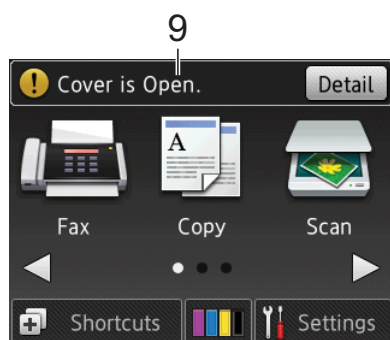 9
Cover is Open. Detail
A
Fax Copy Scan
Shortcuts Settings